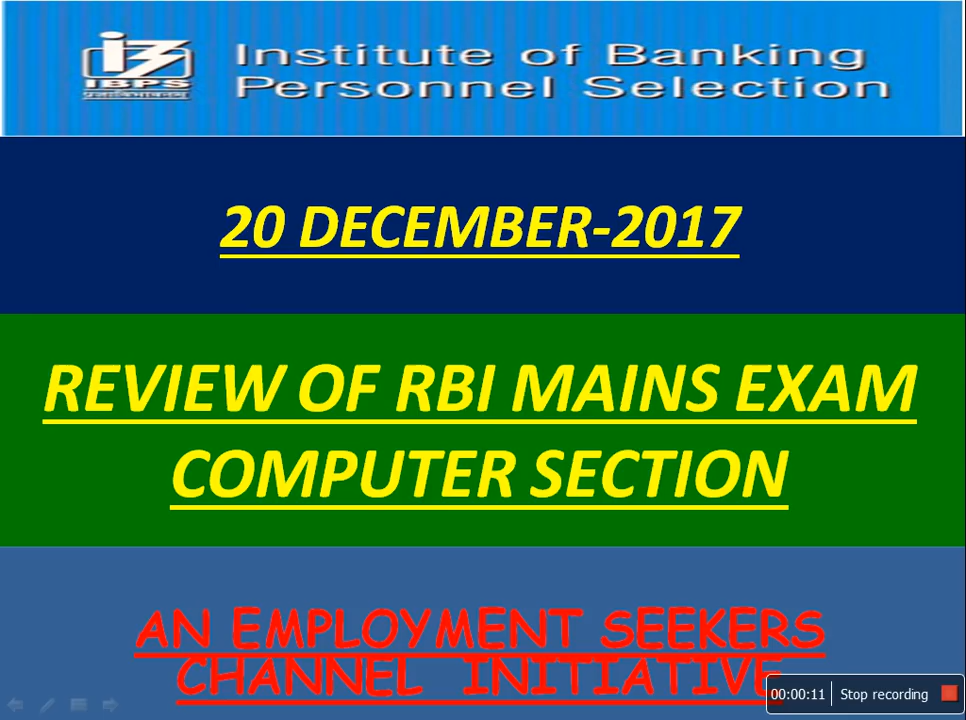 Institute of Banking
Personnel Selection
IBPS
20 DECEMBER-2017
REVIEW OF RBI MAINS EXAM
COMPUTER SECTION
AN EMPLOYMENT SEEKERS
CHANNEL INITIATIVE
00:00:11 Stop recording